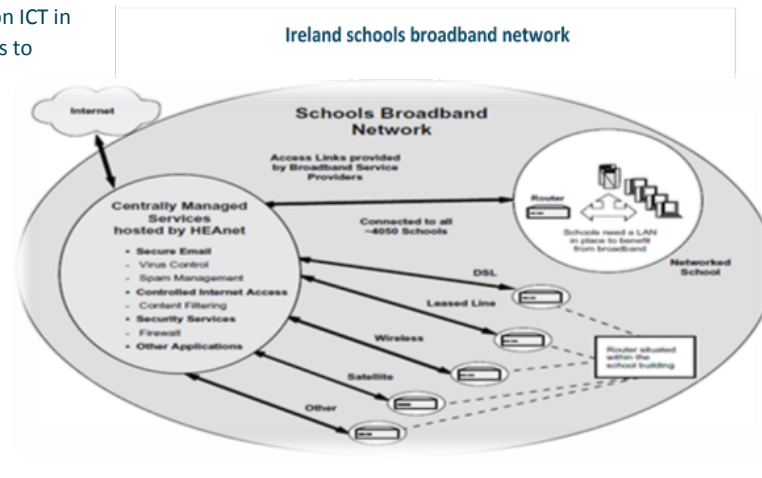 on ICT in
s to
Ireland schools broadband network
Internet
Schools Broadband
Network
Access Links provided
by Broadband Service
Providers
Centrally Managed
Services
hosted by HEAnet
• Secure Email
- Virus Control
- Spam Management
• Controlled Internet Access
- Content Filtering
• Security Services
- Firewall
• Other Applications
Connected to all
~4050 Schools
Router
Schools need a LAN
in place to benefit
from broadband
Networked
School
DSL
Leased Line
Wireless
Satellite
Other
Router situated
within the
school building